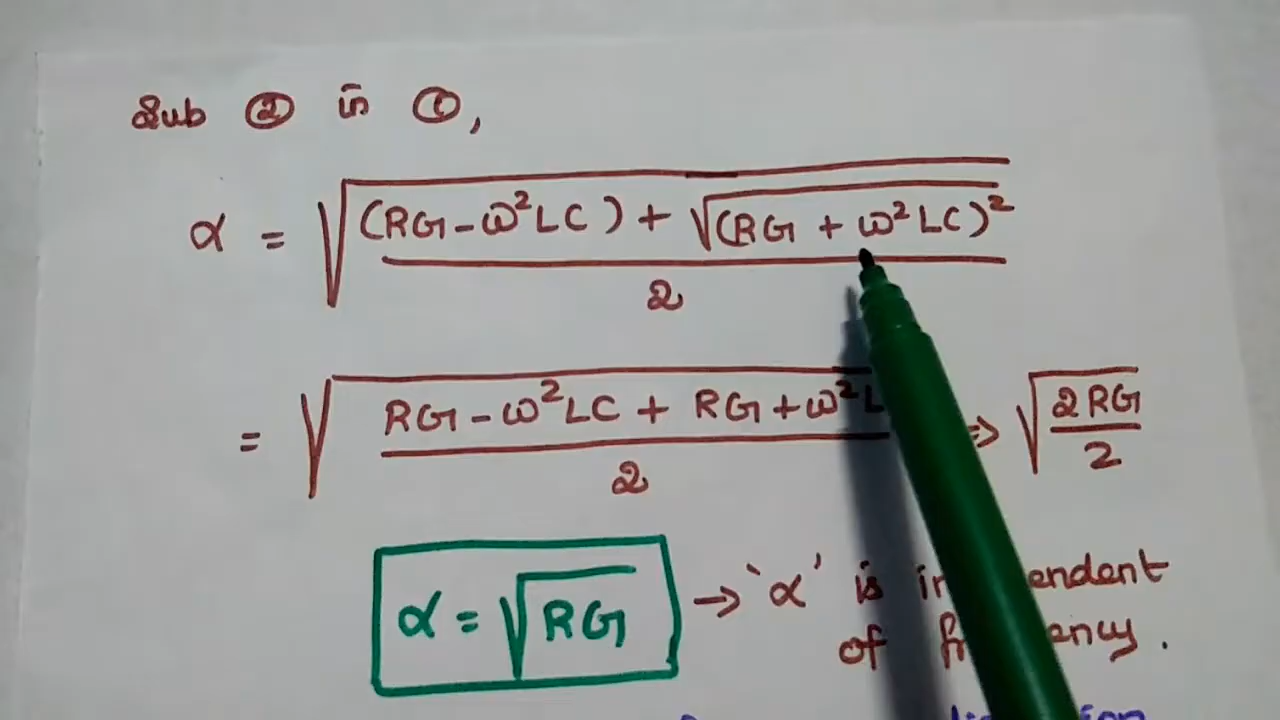 Sub ② in ①,
α = √((RG - ω²LC) + √(RG + ω²LC)²/ 2)
= √(RG - ω²LC + RG + ω²L / 2) => √(2RG / 2)
α = √RG → 'α' is
of